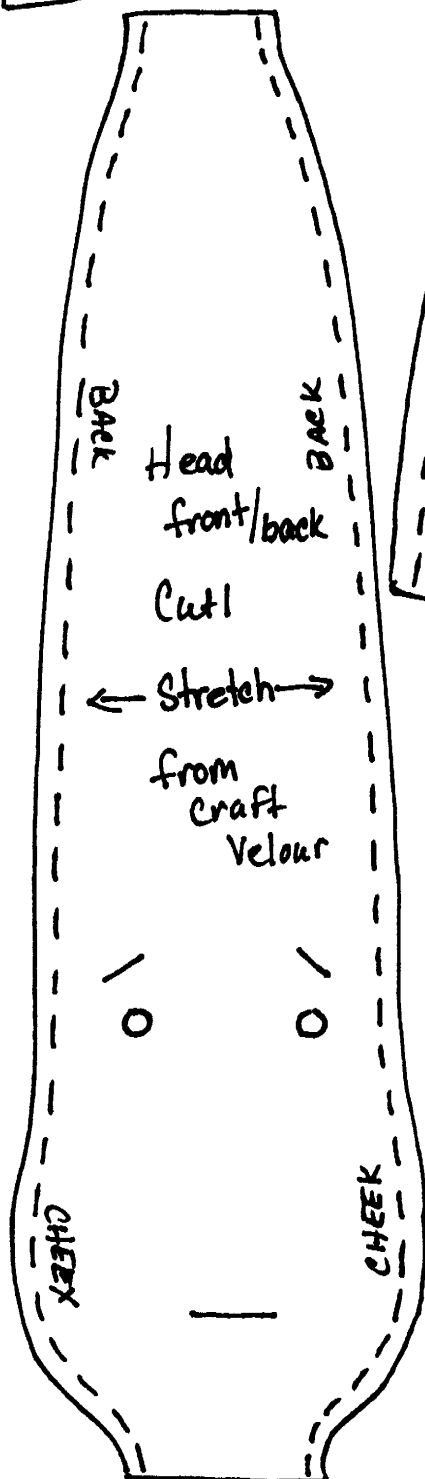 BACK
BACK
Head
front/back
Cut 1
Stretch
from
craft
Velour
CHEEK
CHEEK